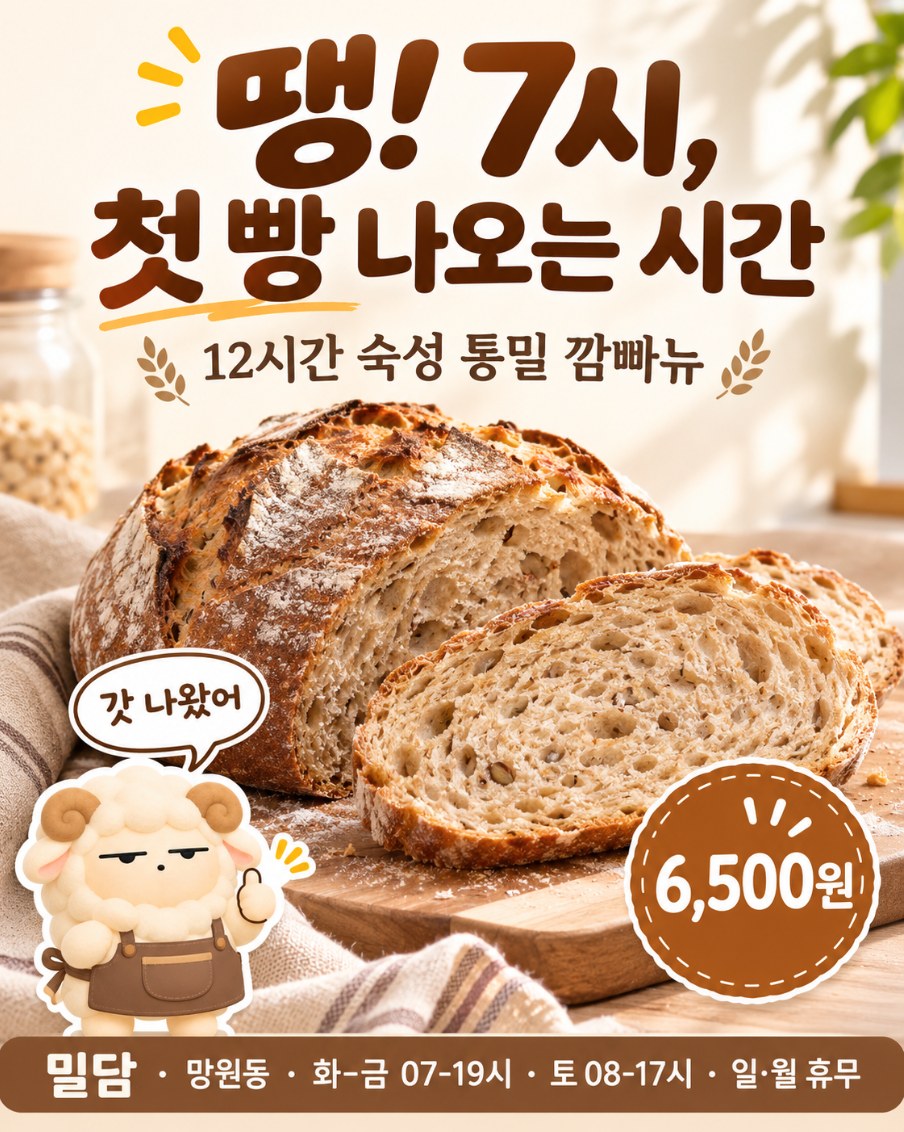 땡! 7시,
첫 빵 나오는 시간
12시간 숙성 통밀 깜빠뉴
갓 나왔어
6,500원
밀담 · 망원동 · 화-금 07-19시 · 토 08-17시 · 일·월 휴무